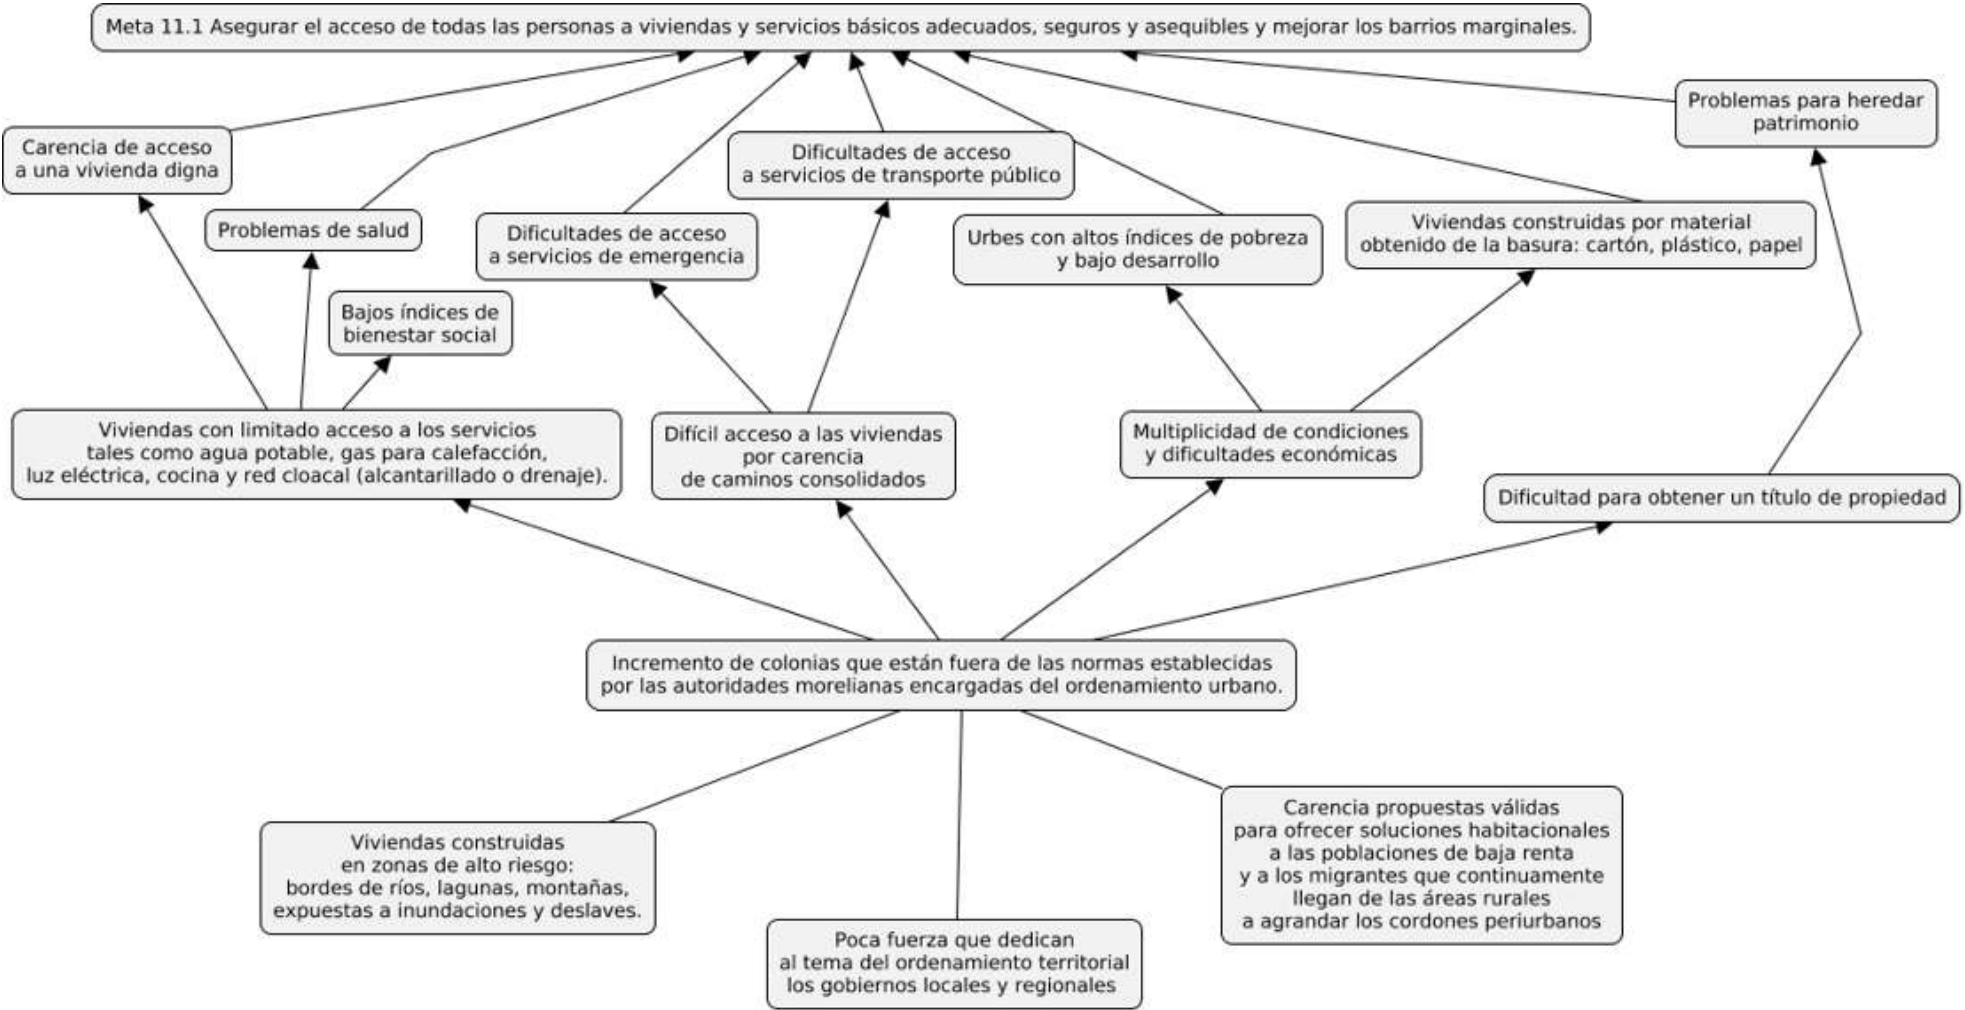 Meta 11.1 Asegurar el acceso de todas las personas a viviendas y servicios básicos adecuados, seguros y asequibles y mejorar los barrios marginales.
Problemas para heredar
patrimonio
Carencia de acceso
a una vivienda digna
Dificultades de acceso
a servicios de transporte público
Problemas de salud
Dificultades de acceso
a servicios de emergencia
Urbes con altos índices de pobreza
y bajo desarrollo
Viviendas construidas por material
obtenido de la basura: cartón, plástico, papel
Bajos índices de
bienestar social
Viviendas con limitado acceso a los servicios
tales como agua potable, gas para calefacción,
luz eléctrica, cocina y red cloacal (alcantarillado o drenaje).
Difícil acceso a las viviendas
por carencia
de caminos consolidados
Multiplicidad de condiciones
y dificultades económicas
Dificultad para obtener un título de propiedad
Incremento de colonias que están fuera de las normas establecidas
por las autoridades morelianas encargadas del ordenamiento urbano.
Viviendas construidas
en zonas de alto riesgo:
bordes de ríos, lagunas, montañas,
expuestas a inundaciones y deslaves.
Poca fuerza que dedican
al tema del ordenamiento territorial
los gobiernos locales y regionales
Carencia propuestas válidas
para ofrecer soluciones habitacionales
a las poblaciones de baja renta
y a los migrantes que continuamente
llegan de las áreas rurales
a agrandar los cordones periurbanos